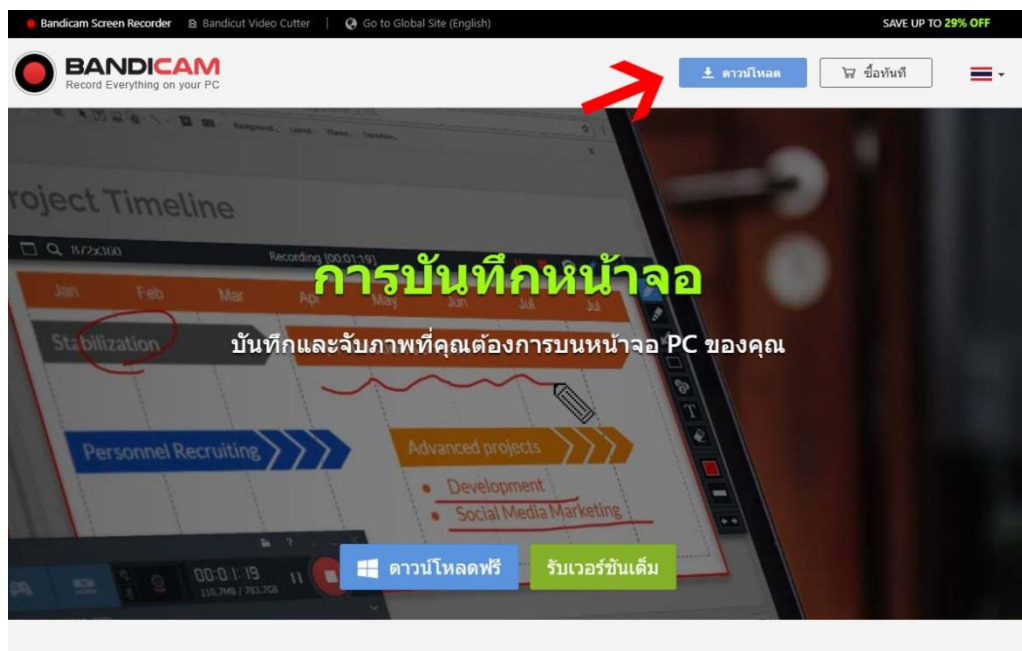 Bandicam Screen Recorder Bandicut Video Cutter | Go to Global Site (English) SAVE UP TO 29% OFF
BANDICAM
Record Everything on your PC
ดาวน์โหลด
ซื้อทันที
roject Timeline
Recording [00:01:19]
Jan Feb Mar Apr May Jun Jul Jul
การบันทึกหน้าจอ
Stabilization
บันทึกและจับภาพที่คุณต้องการบนหน้าจอ PC ของคุณ
Personnel Recruiting
Advanced projects
Development
Social Media Marketing
00:01:19
118.7MB / 783.7GB
ดาวน์โหลดฟรี
รับเวอร์ชันเต็ม